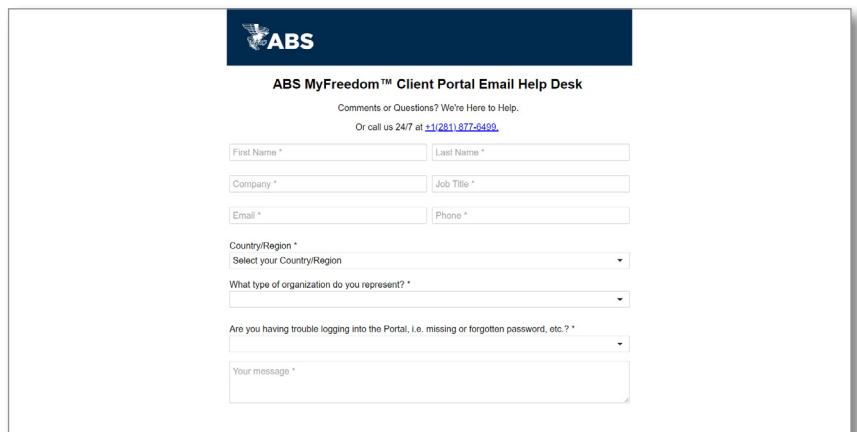 ABS
ABS MyFreedom™ Client Portal Email Help Desk
Comments or Questions? We're Here to Help.
Or call us 24/7 at +1(281) 877-6499.
First Name * Last Name *
Company * Job Title *
Email * Phone *
Country/Region *
Select your Country/Region
What type of organization do you represent? *
Are you having trouble logging into the Portal, i.e. missing or forgotten password, etc.? *
Your message *